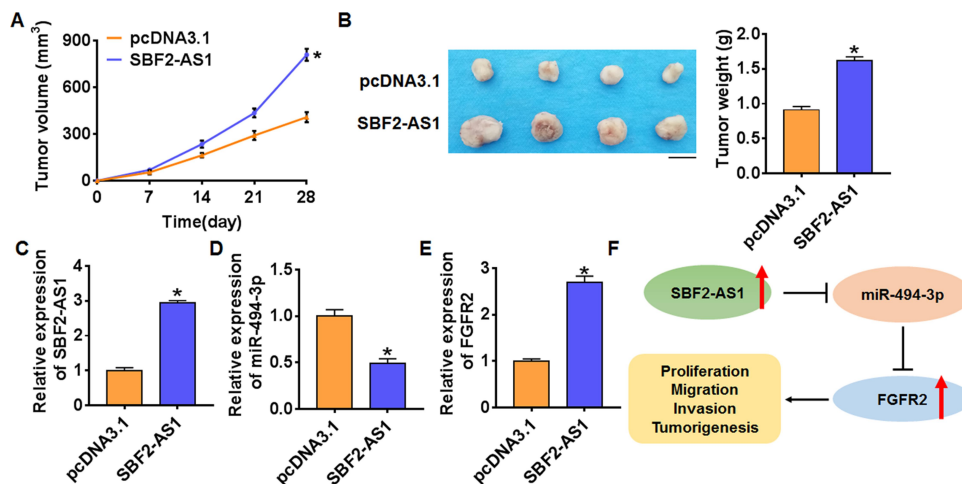 A
Tumor volume (mm³)
900
600
300
0
0 7 14 21 28
Time(day)
pcDNA3.1
SBF2-AS1
*
B
pcDNA3.1
SBF2-AS1
Tumor weight (g)
2.0
1.5
1.0
0.5
0.0
*
pcDNA3.1
SBF2-AS1
C
Relative expression
of SBF2-AS1
4
3
2
1
0
*
pcDNA3.1
SBF2-AS1
D
Relative expression
of miR-494-3p
1.5
1.0
0.5
0.0
*
pcDNA3.1
SBF2-AS1
E
Relative expression
of FGFR2
3
2
1
0
*
pcDNA3.1
SBF2-AS1
F
SBF2-AS1
miR-494-3p
FGFR2
Proliferation
Migration
Invasion
Tumorigenesis